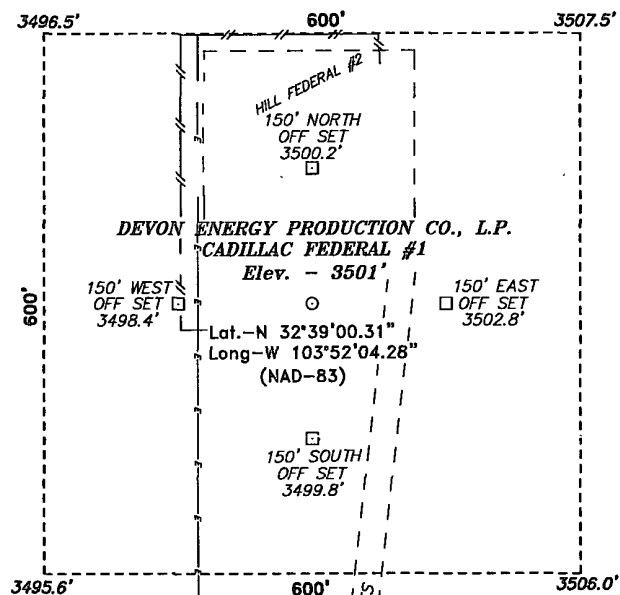 3496.5'
600'
3507.5'
HILL FEDERAL #2
150' NORTH
OFF SET
3500.2'
DEVON ENERGY PRODUCTION CO., L.P.
CADILLAC FEDERAL #1
Elev. - 3501'
150' WEST
OFF SET
3498.4'
150' EAST
OFF SET
3502.8'
600'
Lat.-N 32°39'00.31"
Long-W 103°52'04.28"
(NAD-83)
150' SOUTH
OFF SET
3499.8'
3495.6'
600'
3506.0'